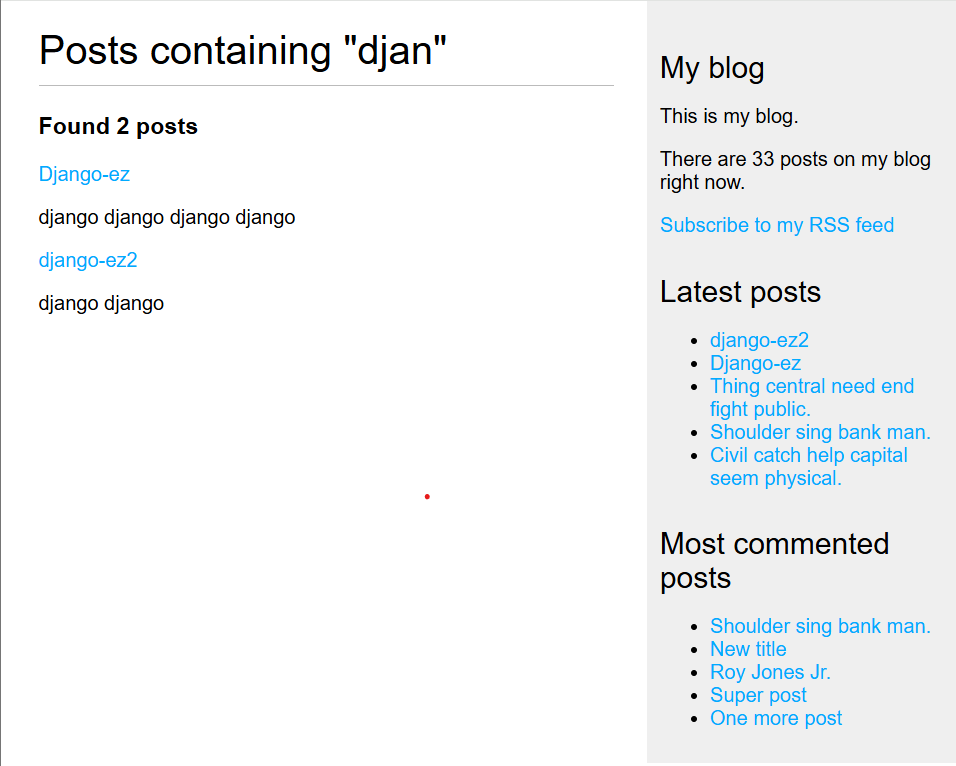 Posts containing "djan"
Found 2 posts
Django-ez
django django django django
django-ez2
django django
My blog
This is my blog.
There are 33 posts on my blog
right now.
Subscribe to my RSS feed
Latest posts
django-ez2
Django-ez
Thing central need end
fight public.
Shoulder sing bank man.
Civil catch help capital
seem physical.
Most commented
posts
Shoulder sing bank man.
New title
Roy Jones Jr.
Super post
One more post